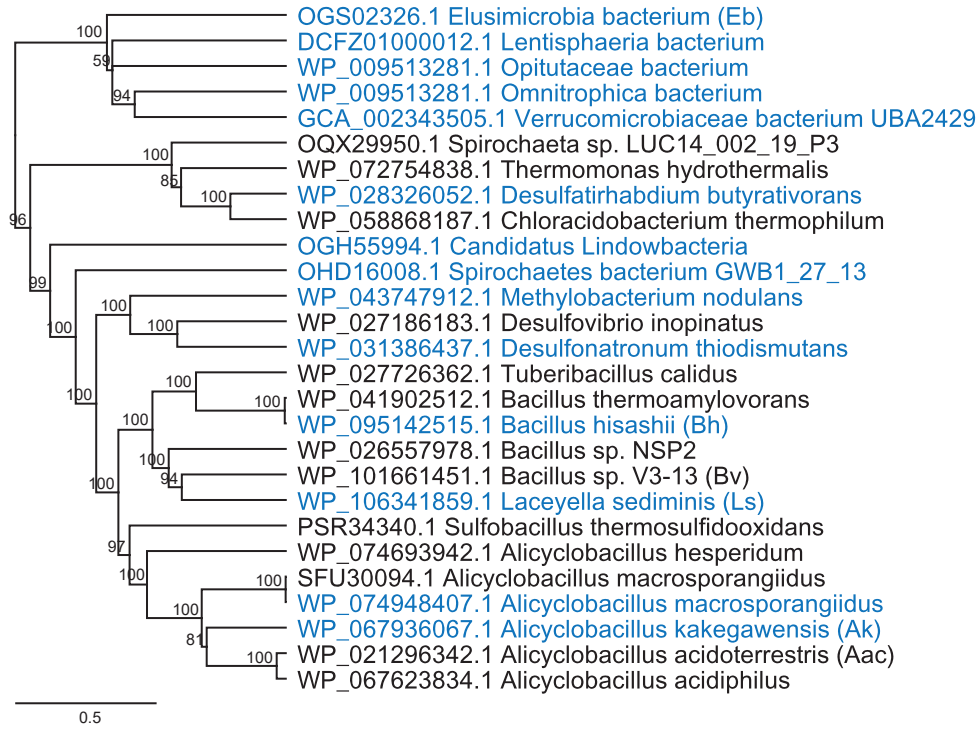 OGS02326.1 Elusimicrobia bacterium (Eb)
100
DCFZ01000012.1 Lentisphaeria bacterium
59
WP_009513281.1 Opitutaceae bacterium
WP_009513281.1 Omnitrophica bacterium
94
GCA_002343505.1 Verrucomicrobiaceae bacterium UBA2429
OQX29950.1 Spirochaeta sp. LUC14_002_19_P3
100
WP_072754838.1 Thermomonas hydrothermalis
85
WP_028326052.1 Desulfatirhabdium butyrativorans
100
WP_058868187.1 Chloracidobacterium thermophilum
96
OGH55994.1 Candidatus Lindowbacteria
OHD16008.1 Spirochaetes bacterium GWB1_27_13
99
WP_043747912.1 Methylobacterium nodulans
100
WP_027186183.1 Desulfovibrio inopinatus
100
100
WP_031386437.1 Desulfonatronum thiodismutans
WP_027726362.1 Tuberibacillus calidus
100
WP_041902512.1 Bacillus thermoamylovorans
100
100
WP_095142515.1 Bacillus hisashii (Bh)
100
WP_026557978.1 Bacillus sp. NSP2
100
WP_101661451.1 Bacillus sp. V3-13 (Bv)
94
100
WP_106341859.1 Laceyella sediminis (Ls)
PSR34340.1 Sulfobacillus thermosulfidooxidans
97
WP_074693942.1 Alicyclobacillus hesperidum
100
SFU30094.1 Alicyclobacillus macrosporangiidus
100
WP_074948407.1 Alicyclobacillus macrosporangiidus
100
WP_067936067.1 Alicyclobacillus kakegawensis (Ak)
81
WP_021296342.1 Alicyclobacillus acidoterrestris (Aac)
100
WP_067623834.1 Alicyclobacillus acidiphilus
0.5